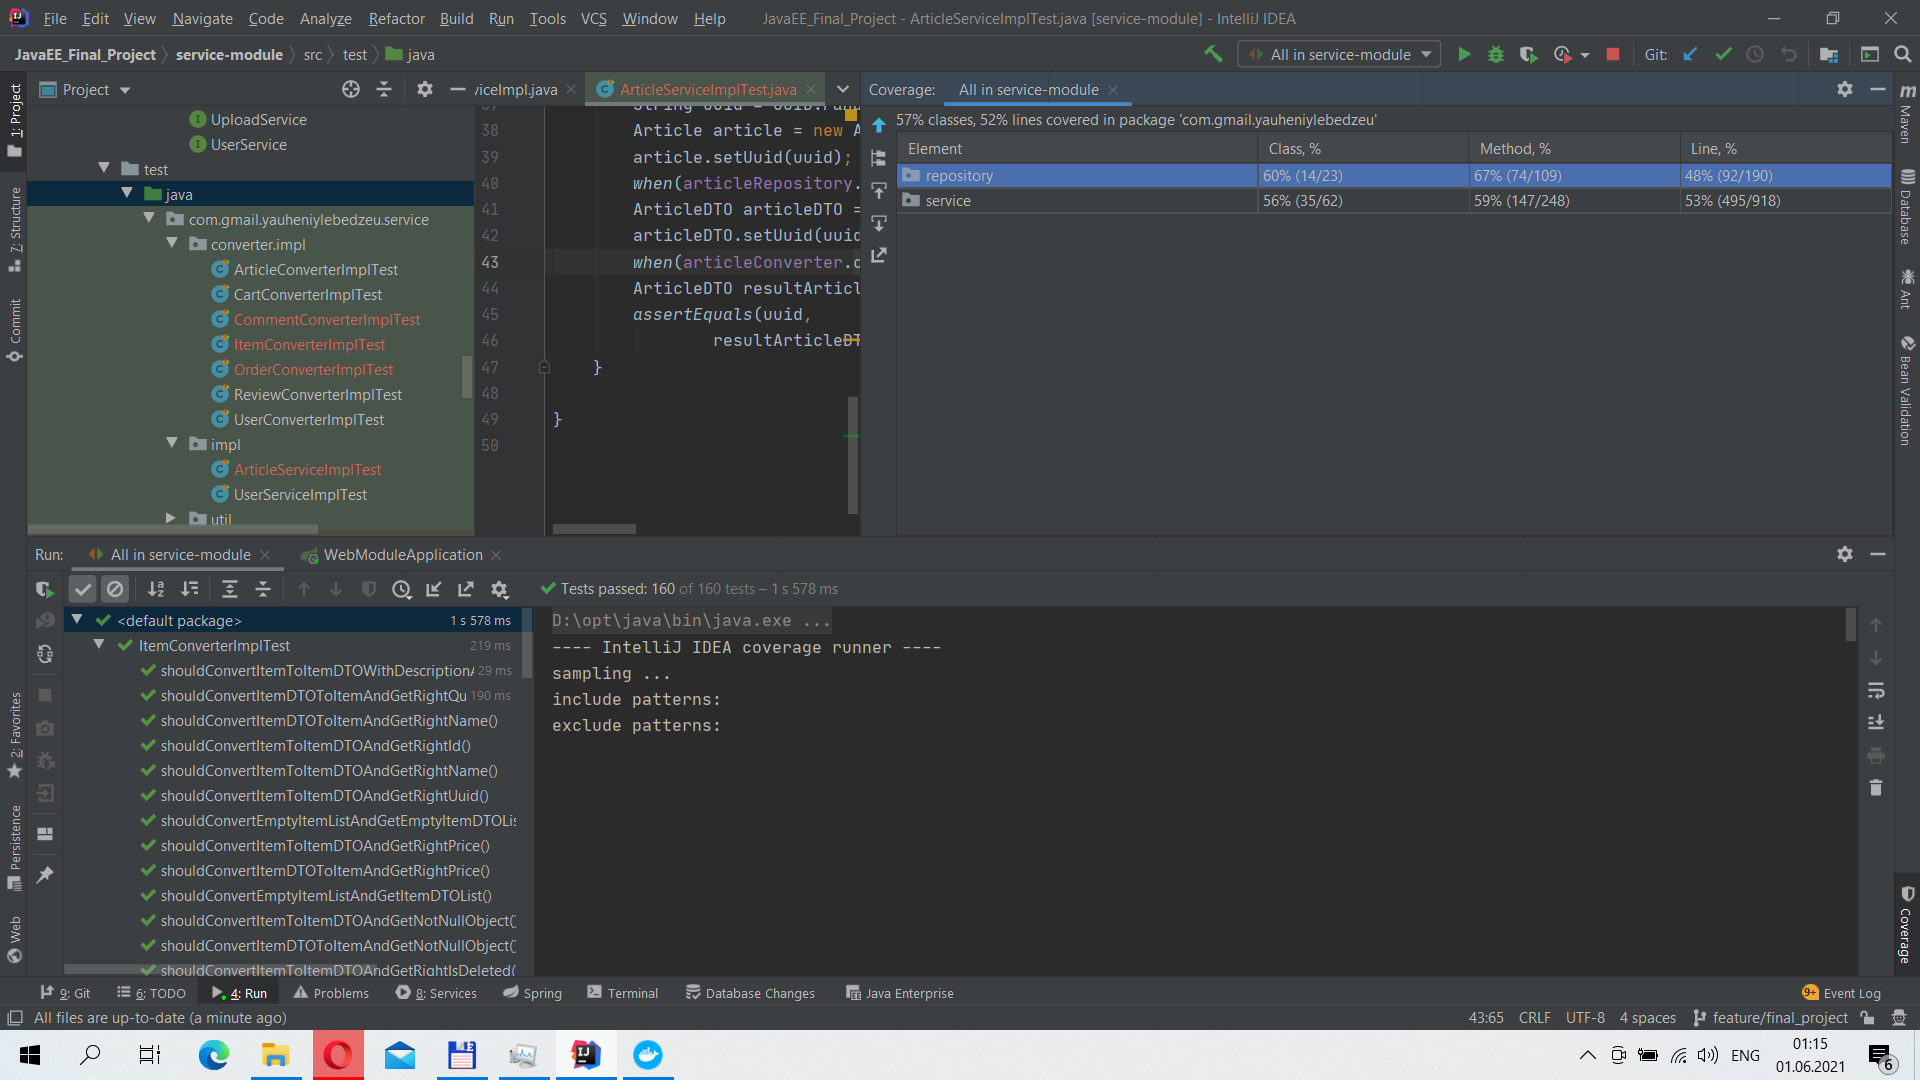 File Edit View Navigate Code Analyze Refactor Build Run Tools VCS Window Help JavaEE_Final_Project - ArticleServiceImplTest.java [service-module] - IntelliJ IDEA
JavaEE_Final_Project service-module src test java All in service-module Git:
Project viceImpl.java ArticleServiceImplTest.java
UploadService
UserService
test
java
com.gmail.yauheniylebedzeu.service
converter.impl
ArticleConverterImplTest
CartConverterImplTest
CommentConverterImplTest
ItemConverterImplTest
OrderConverterImplTest
ReviewConverterImplTest
UserConverterImplTest
impl
ArticleServiceImplTest
UserServiceImplTest
util
38 Article article = new A
39 article.setUuid(uuid);
40 when(articleRepository.
41 ArticleDTO articleDTO =
42 articleDTO.setUuid(uuid
43 when(articleConverter.c
44 ArticleDTO resultArticl
45 assertEquals(uuid,
46 resultArticleDT
47 }
48
49 }
50
Coverage: All in service-module
57% classes, 52% lines covered in package 'com.gmail.yauheniylebedzeu'
Element Class, % Method, % Line, %
repository 60% (14/23) 67% (74/109) 48% (92/190)
service 56% (35/62) 59% (147/248) 53% (495/918)
1: Project
7: Structure
Commit
2: Favorites
Persistence
Web
Maven
Database
Ant
Bean Validation
Coverage
Run: All in service-module WebModuleApplication
Tests passed: 160 of 160 tests – 1 s 578 ms
<default package> 1 s 578 ms
ItemConverterImplTest 219 ms
shouldConvertItemToItemDTOWithDescriptionA 29 ms
shouldConvertItemDTOToItemAndGetRightQu 190 ms
shouldConvertItemDTOToItemAndGetRightName()
shouldConvertItemToItemDTOAndGetRightId()
shouldConvertItemToItemDTOAndGetRightName()
shouldConvertItemToItemDTOAndGetRightUuid()
shouldConvertEmptyItemListAndGetEmptyItemDTOLis
shouldConvertItemToItemDTOAndGetRightPrice()
shouldConvertItemDTOToItemAndGetRightPrice()
shouldConvertEmptyItemListAndGetItemDTOList()
shouldConvertItemToItemDTOAndGetNotNullObject()
shouldConvertItemDTOToItemAndGetNotNullObject()
shouldConvertItemToItemDTOAndGetRightIsDeleted(
D:\opt\java\bin\java.exe ...
---- IntelliJ IDEA coverage runner ----
sampling ...
include patterns:
exclude patterns:
9: Git 6: TODO 4: Run Problems 8: Services Spring Terminal Database Changes Java Enterprise 9+ Event Log
All files are up-to-date (a minute ago) 43:65 CRLF UTF-8 4 spaces feature/final_project
ENG 01:15
01.06.2021 6